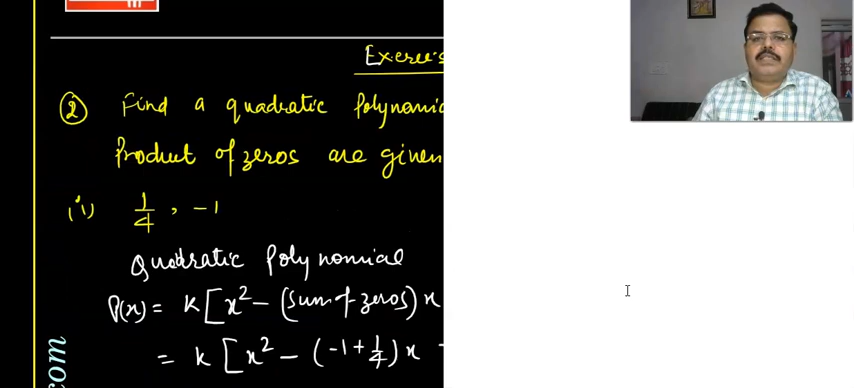 Exercis
② Find a quadratic polynomia
Product of zeros are given
(i) 1/4 , -1
Quadratic Polynomial
P(x) = k [x² - (sum of zeros) x
= k [x² - (-1 + 1/4) x
com